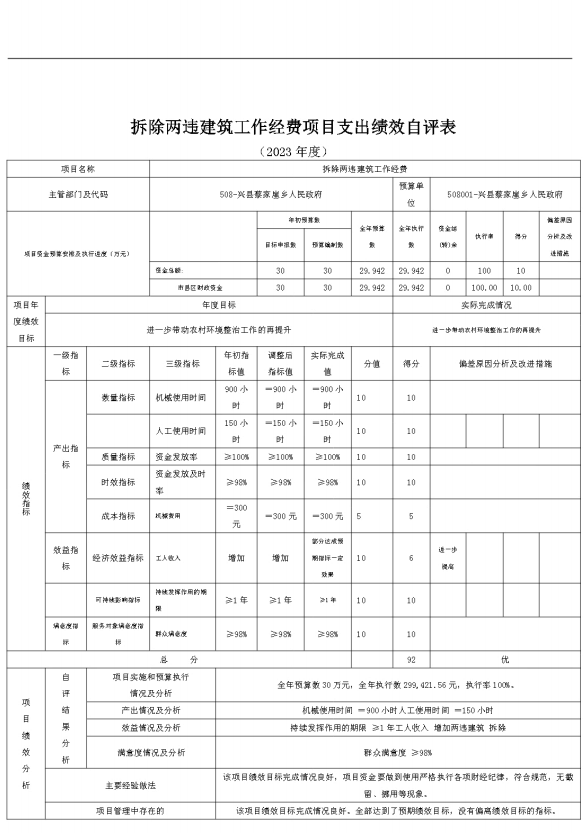 拆除两违建筑工作经费项目支出绩效自评表
（2023 年度）
项目名称 拆除两违建筑工作经费
主管部门及代码 508-兴县蔡家崖乡人民政府 预算单位 508001-兴县蔡家崖乡人民政府
项目资金预算安排及执行进度（万元） 年初预算数 全年预算数 全年执行数 资金结(转)余 执行率 得分 偏差原因分析及改进措施
目标申报数 预算编制数
资金总额: 30 30 29.942 29.942 0 100 10
市县区财政资金 30 30 29.942 29.942 0 100.00 10.00
项目年度绩效目标 年度目标 实际完成情况
进一步带动农村环境整治工作的再提升 进一步带动农村环境整治工作的再提升
绩效指标 一级指标 二级指标 三级指标 年初指标值 调整后指标值 实际完成值 分值 得分 偏差原因分析及改进措施
产出指标 数量指标 机械使用时间 900 小时 ＝900 小时 ＝900 小时 10 10
人工使用时间 150 小时 ＝150 小时 ＝150 小时 10 10
质量指标 资金发放率 ≥100% ≥100% ≥100% 10 10
时效指标 资金发放及时率 ≥98% ≥98% ≥98% 10 10
成本指标 机械费用 ＝300 元 ＝300 元 ＝300 元 5 5
效益指标 经济效益指标 工人收入 增加 增加 部分达成预期指标一定效果 10 6 进一步提高
可持续影响指标 持续发挥作用的期限 ≥1 年 ≥1 年 ≥1 年 10 10
满意度指标 服务对象满意度指标 群众满意度 ≥98% ≥98% ≥98% 10 10
总 分 92 优
项目绩效分析 自评结果分析 项目实施和预算执行情况及分析 全年预算数 30 万元，全年执行数 299,421.56 元，执行率 100%。
产出情况及分析 机械使用时间 ＝900 小时人工使用时间 ＝150 小时
效益情况及分析 持续发挥作用的期限 ≥1 年工人收入 增加两违建筑 拆除
满意度情况及分析 群众满意度 ≥98%
主要经验做法 该项目绩效目标完成情况良好，项目资金要做到使用严格执行各项财经纪律，符合规范，无截留、挪用等现象。
项目管理中存在的 该项目绩效目标完成情况良好。全部达到了预期绩效目标，没有偏离绩效目标的指标。